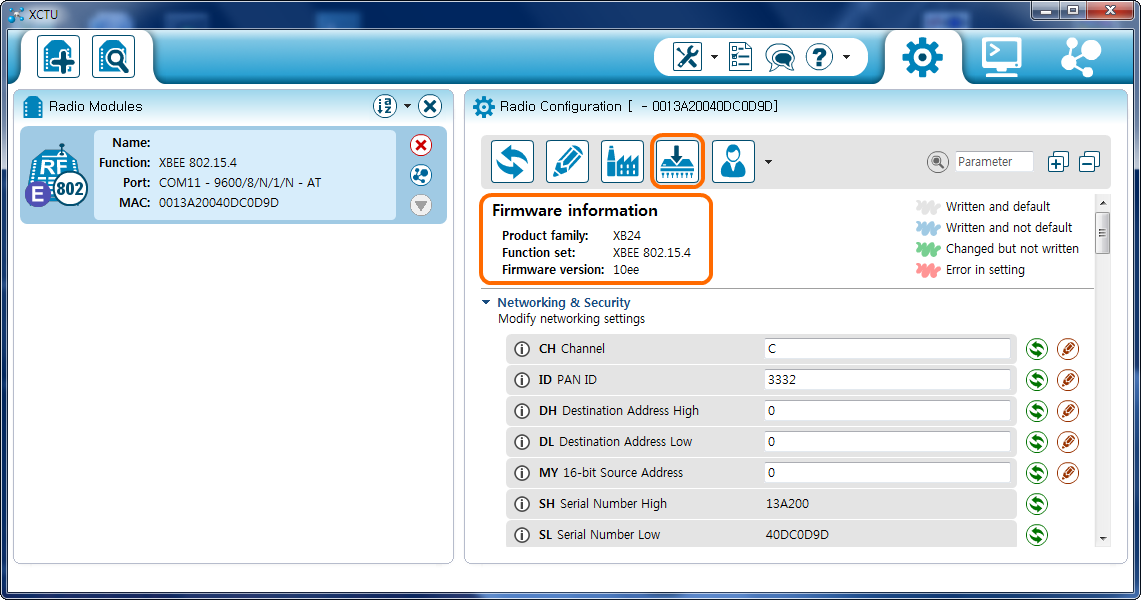 XCTU
Radio Modules
Name:
Function: XBEE 802.15.4
Port: COM11 - 9600/8/N/1/N - AT
MAC: 0013A20040DC0D9D
RF
E
802
Radio Configuration [ - 0013A20040DC0D9D]
Parameter
Firmware information
Product family: XB24
Function set: XBEE 802.15.4
Firmware version: 10ee
Written and default
Written and not default
Changed but not written
Error in setting
Networking & Security
Modify networking settings
CH Channel C
ID PAN ID 3332
DH Destination Address High 0
DL Destination Address Low 0
MY 16-bit Source Address 0
SH Serial Number High 13A200
SL Serial Number Low 40DC0D9D